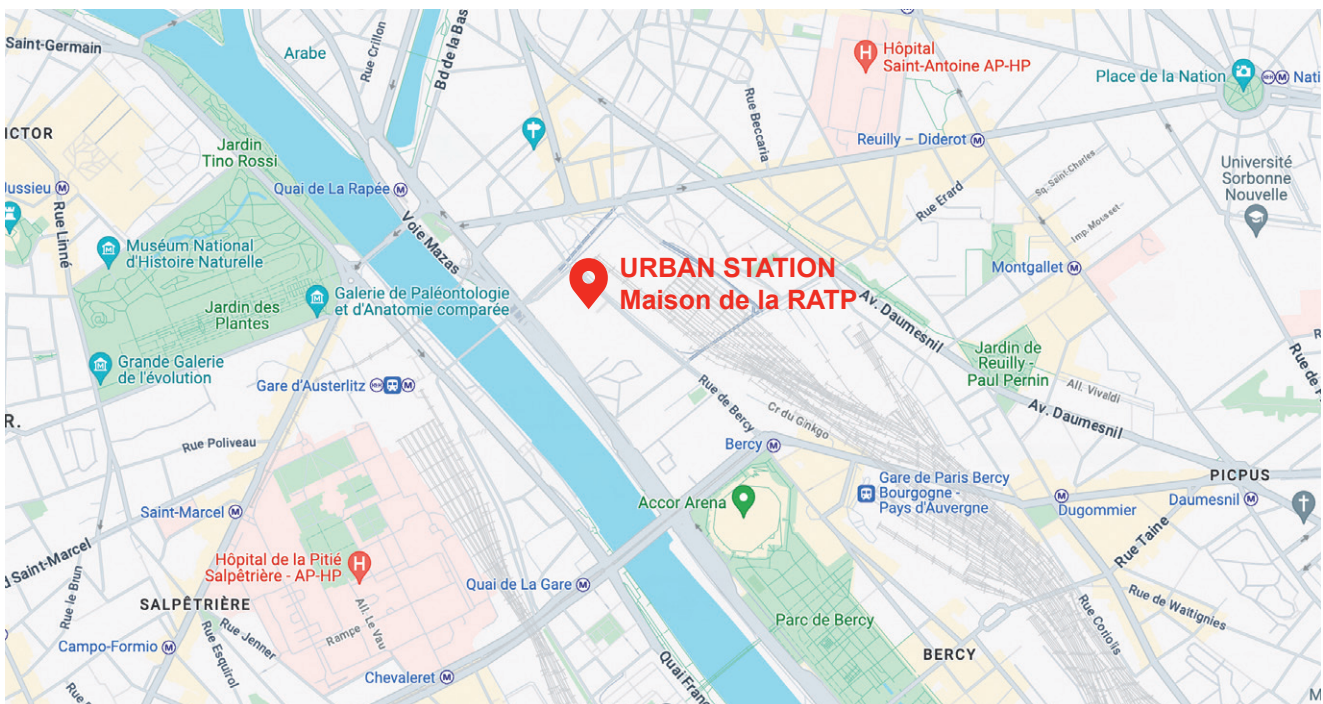 Saint-Germain
Arabe
Rue Crillon
Bd de la Bas
Hôpital
Saint-Antoine AP-HP
Place de la Nation
Nati
ICTOR
Jardin
Tino Rossi
Rue Beccaria
Reuilly – Diderot
Université
Sorbonne
Nouvelle
Jussieu
Rue Linné
Quai de La Rapée
Voie Mazas
Rue Erard
Sq. Saint-Charles
Imp. Mousset...
Muséum National
d'Histoire Naturelle
URBAN STATION
Maison de la RATP
Montgallet
Jardin des
Plantes
Galerie de Paléontologie
et d'Anatomie comparée
Av. Daumesnil
Jardin de
Reuilly -
Paul Pernin
All. Vivaldi
Grande Galerie
de l'évolution
Gare d'Austerlitz
Rue de Bercy
Cr du Ginkgo
Av. Daumesnil
R.
Rue Poliveau
Bercy
Gare de Paris Bercy
Bourgogne -
Pays d'Auvergne
PICPUS
Daumesnil
Dugommier
Accor Arena
Saint-Marcel
Saint-Marcel
Rue Taine
Hôpital de la Pitié
Salpêtrière - AP-HP
Quai de La Gare
Rue de Wattignies
Rue le Brun
SALPÊTRIÈRE
All. Le Vau
Rampe
Parc de Bercy
Rue Coriolis
Rue Jenner
Rue Esquirol
Campo-Formio
BERCY
Chevaleret
Quai Fran